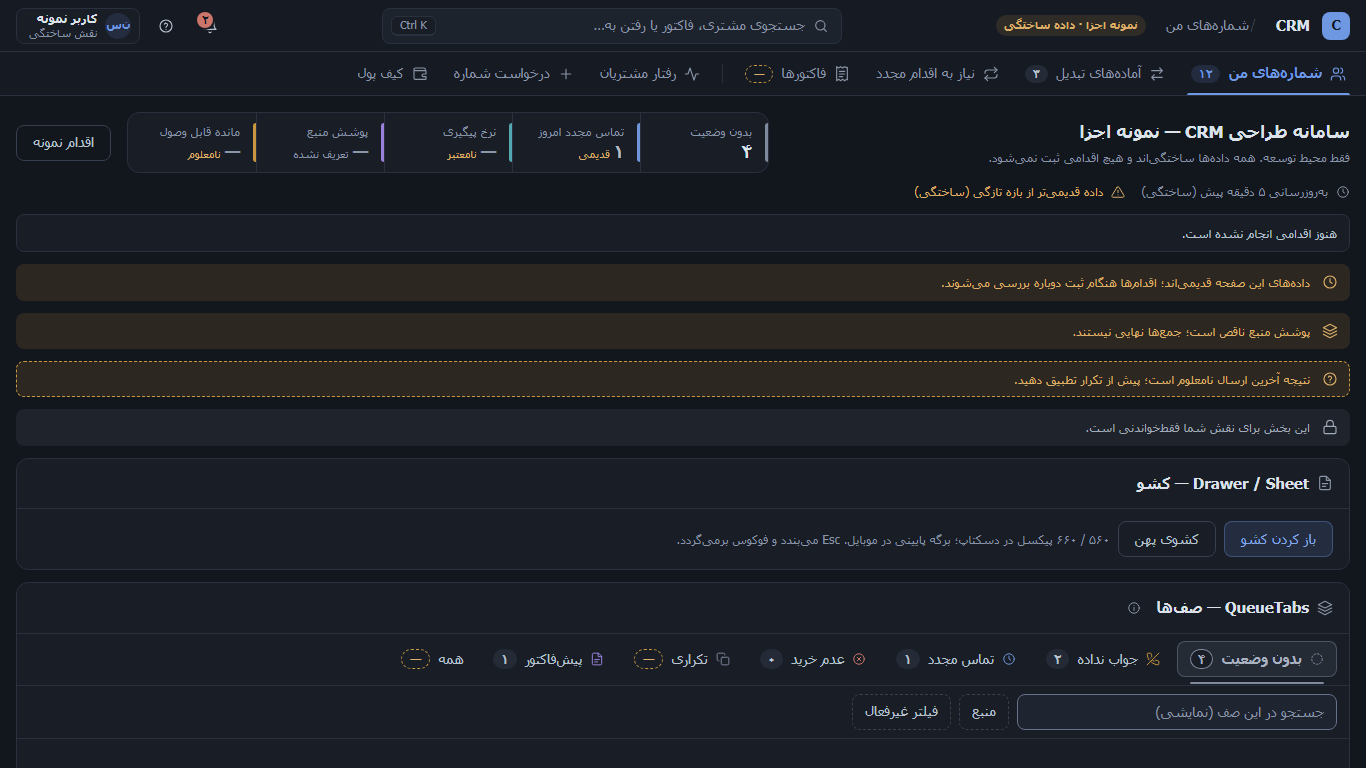 C CRM /شماره‌های من نمونه اجزا · داده ساختگی
جستجوی مشتری، فاکتور یا رفتن به... Ctrl K
۲
ن‌س کاربر نمونه
نقش ساختگی
شماره‌های من ۱۲ آماده‌های تبدیل ۳ نیاز به اقدام مجدد فاکتورها — رفتار مشتریان درخواست شماره کیف پول
سامانه طراحی CRM — نمونه اجزا
فقط محیط توسعه. همه داده‌ها ساختگی‌اند و هیچ اقدامی ثبت نمی‌شود.
بدون وضعیت
۴
تماس مجدد امروز
۱ قدیمی
نرخ پیگیری
— نامعتبر
پوشش منبع
— تعریف نشده
مانده قابل وصول
— نامعلوم
اقدام نمونه
به‌روزرسانی ۵ دقیقه پیش (ساختگی) داده قدیمی‌تر از بازه تازگی (ساختگی)
هنوز اقدامی انجام نشده است.
داده‌های این صفحه قدیمی‌اند؛ اقدام‌ها هنگام ثبت دوباره بررسی می‌شوند.
پوشش منبع ناقص است؛ جمع‌ها نهایی نیستند.
نتیجه آخرین ارسال نامعلوم است؛ پیش از تکرار تطبیق دهید.
این بخش برای نقش شما فقط‌خواندنی است.
Drawer / Sheet — کشو
باز کردن کشو کشوی پهن ۵۶۰ / ۶۶۰ پیکسل در دسکتاپ؛ برگه پایینی در موبایل. Esc می‌بندد و فوکوس برمی‌گردد.
QueueTabs — صف‌ها
بدون وضعیت ۴ جواب نداده ۲ تماس مجدد ۱ عدم خرید ۰ تکراری — پیش‌فاکتور ۱ همه —
جستجو در این صف (نمایشی) منبع فیلتر غیرفعال